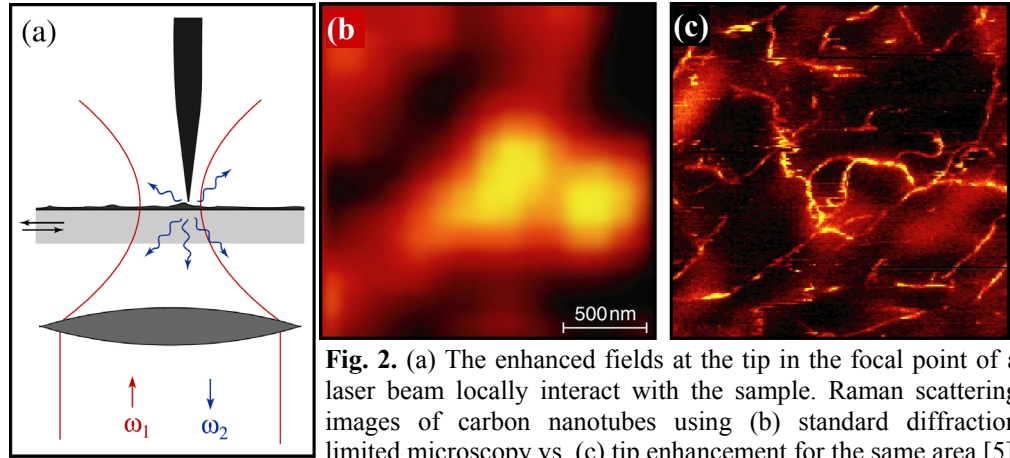 (a)
(b)
(c)
500nm
ω1
ω2
Fig. 2. (a) The enhanced fields at the tip in the focal point of a
laser beam locally interact with the sample. Raman scattering
images of carbon nanotubes using (b) standard diffraction
limited microscopy vs. (c) tip enhancement for the same area [5]